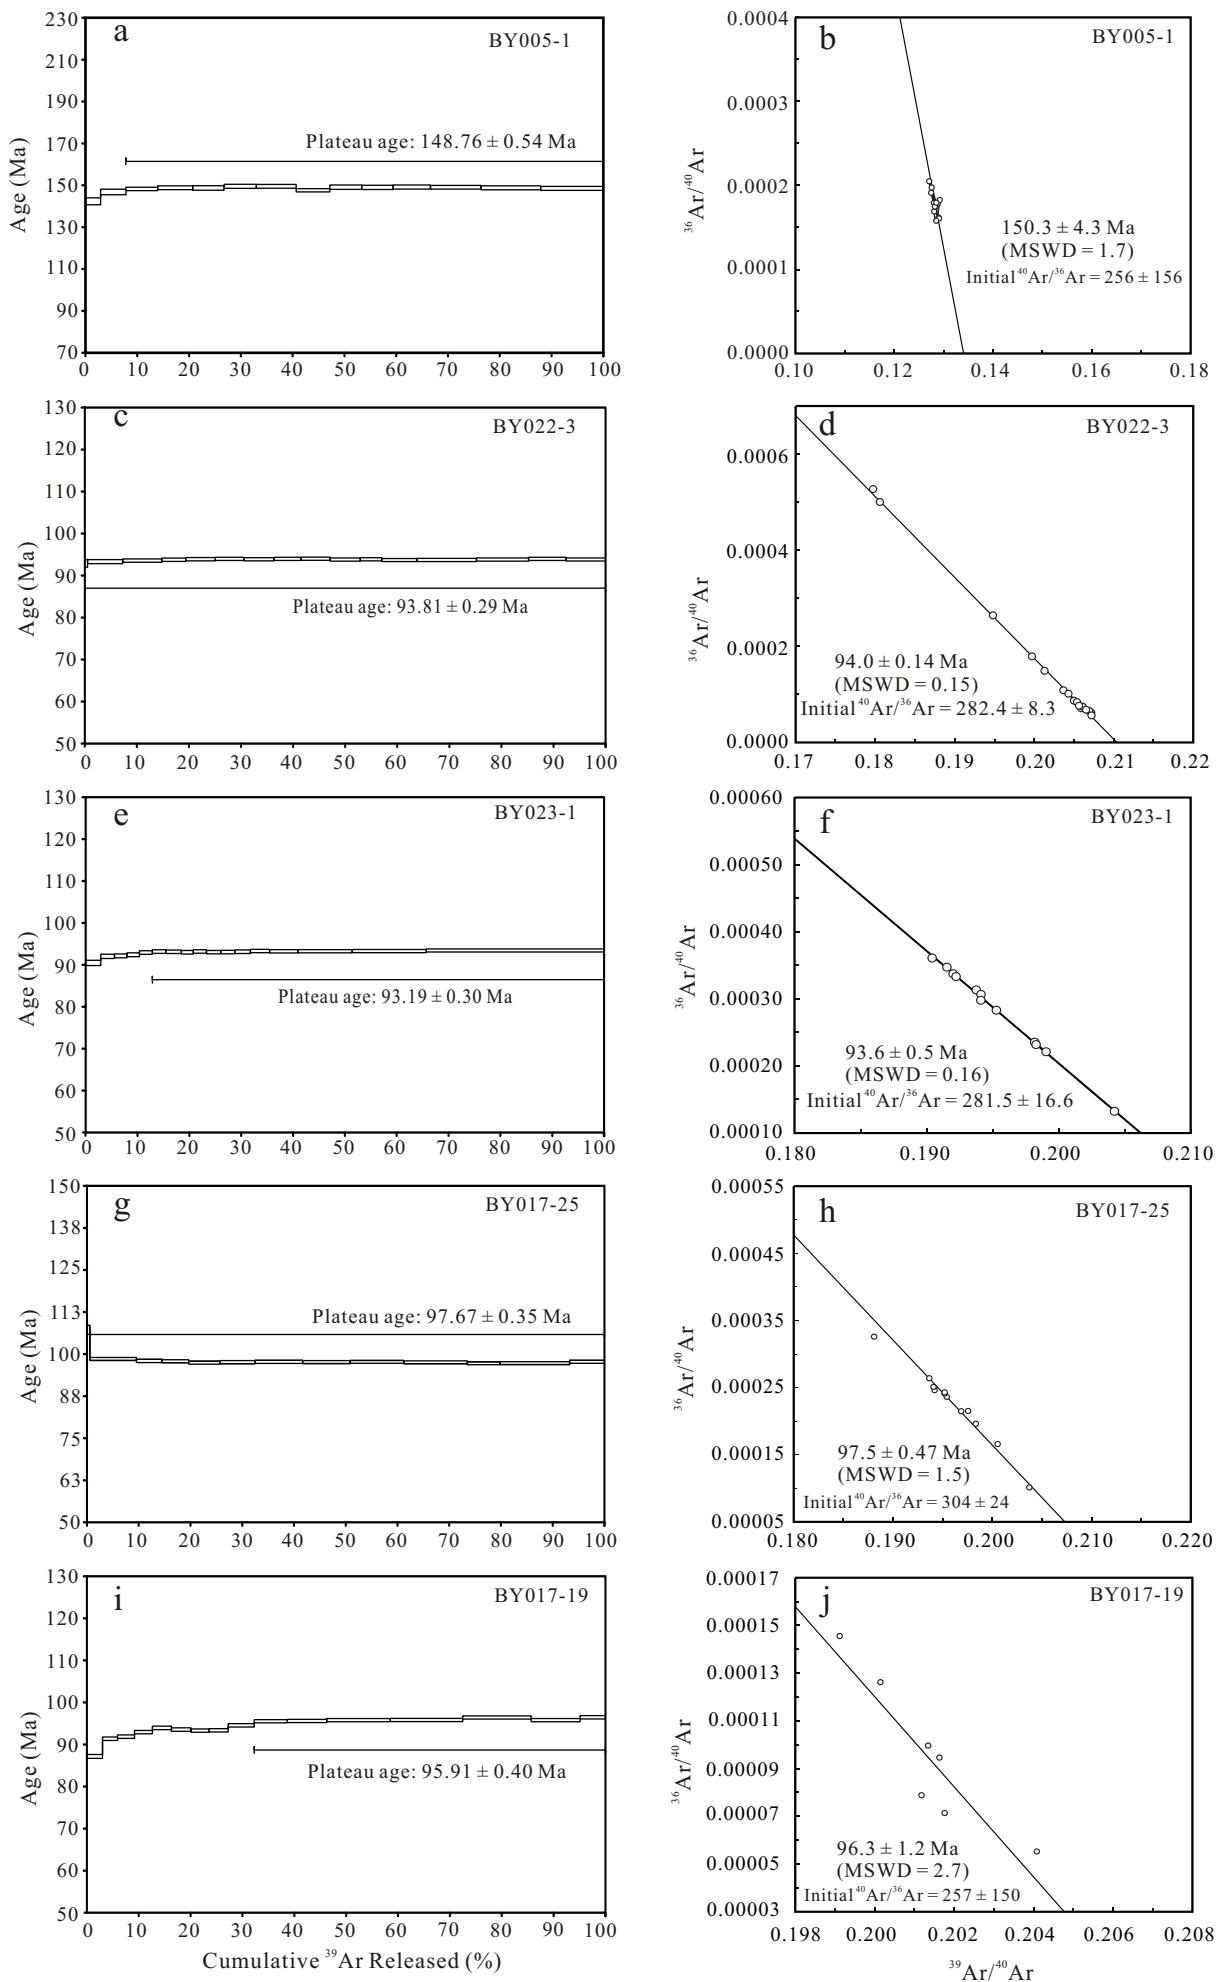 a
BY005-1
230
210
190
170
150
130
110
90
70
Age (Ma)
Plateau age: 148.76 ± 0.54 Ma
0 10 20 30 40 50 60 70 80 90 100
b
BY005-1
0.0004
0.0003
0.0002
0.0001
0.0000
³⁶Ar/⁴⁰Ar
150.3 ± 4.3 Ma
(MSWD = 1.7)
Initial ⁴⁰Ar/³⁶Ar = 256 ± 156
0.10 0.12 0.14 0.16 0.18
c
BY022-3
130
120
110
100
90
80
70
60
50
Age (Ma)
Plateau age: 93.81 ± 0.29 Ma
0 10 20 30 40 50 60 70 80 90 100
d
BY022-3
0.0006
0.0004
0.0002
0.0000
³⁶Ar/⁴⁰Ar
94.0 ± 0.14 Ma
(MSWD = 0.15)
Initial ⁴⁰Ar/³⁶Ar = 282.4 ± 8.3
0.17 0.18 0.19 0.20 0.21 0.22
e
BY023-1
130
120
110
100
90
80
70
60
50
Age (Ma)
Plateau age: 93.19 ± 0.30 Ma
0 10 20 30 40 50 60 70 80 90 100
f
BY023-1
0.00060
0.00050
0.00040
0.00030
0.00020
0.00010
³⁶Ar/⁴⁰Ar
93.6 ± 0.5 Ma
(MSWD = 0.16)
Initial ⁴⁰Ar/³⁶Ar = 281.5 ± 16.6
0.180 0.190 0.200 0.210
g
BY017-25
150
138
125
113
100
88
75
63
50
Age (Ma)
Plateau age: 97.67 ± 0.35 Ma
0 10 20 30 40 50 60 70 80 90 100
h
BY017-25
0.00055
0.00045
0.00035
0.00025
0.00015
0.00005
³⁶Ar/⁴⁰Ar
97.5 ± 0.47 Ma
(MSWD = 1.5)
Initial ⁴⁰Ar/³⁶Ar = 304 ± 24
0.180 0.190 0.200 0.210 0.220
i
BY017-19
130
120
110
100
90
80
70
60
50
Age (Ma)
Plateau age: 95.91 ± 0.40 Ma
0 10 20 30 40 50 60 70 80 90 100
Cumulative ³⁹Ar Released (%)
j
BY017-19
0.00017
0.00015
0.00013
0.00011
0.00009
0.00007
0.00005
0.00003
³⁶Ar/⁴⁰Ar
96.3 ± 1.2 Ma
(MSWD = 2.7)
Initial ⁴⁰Ar/³⁶Ar = 257 ± 150
0.198 0.200 0.202 0.204 0.206 0.208
³⁹Ar/⁴⁰Ar